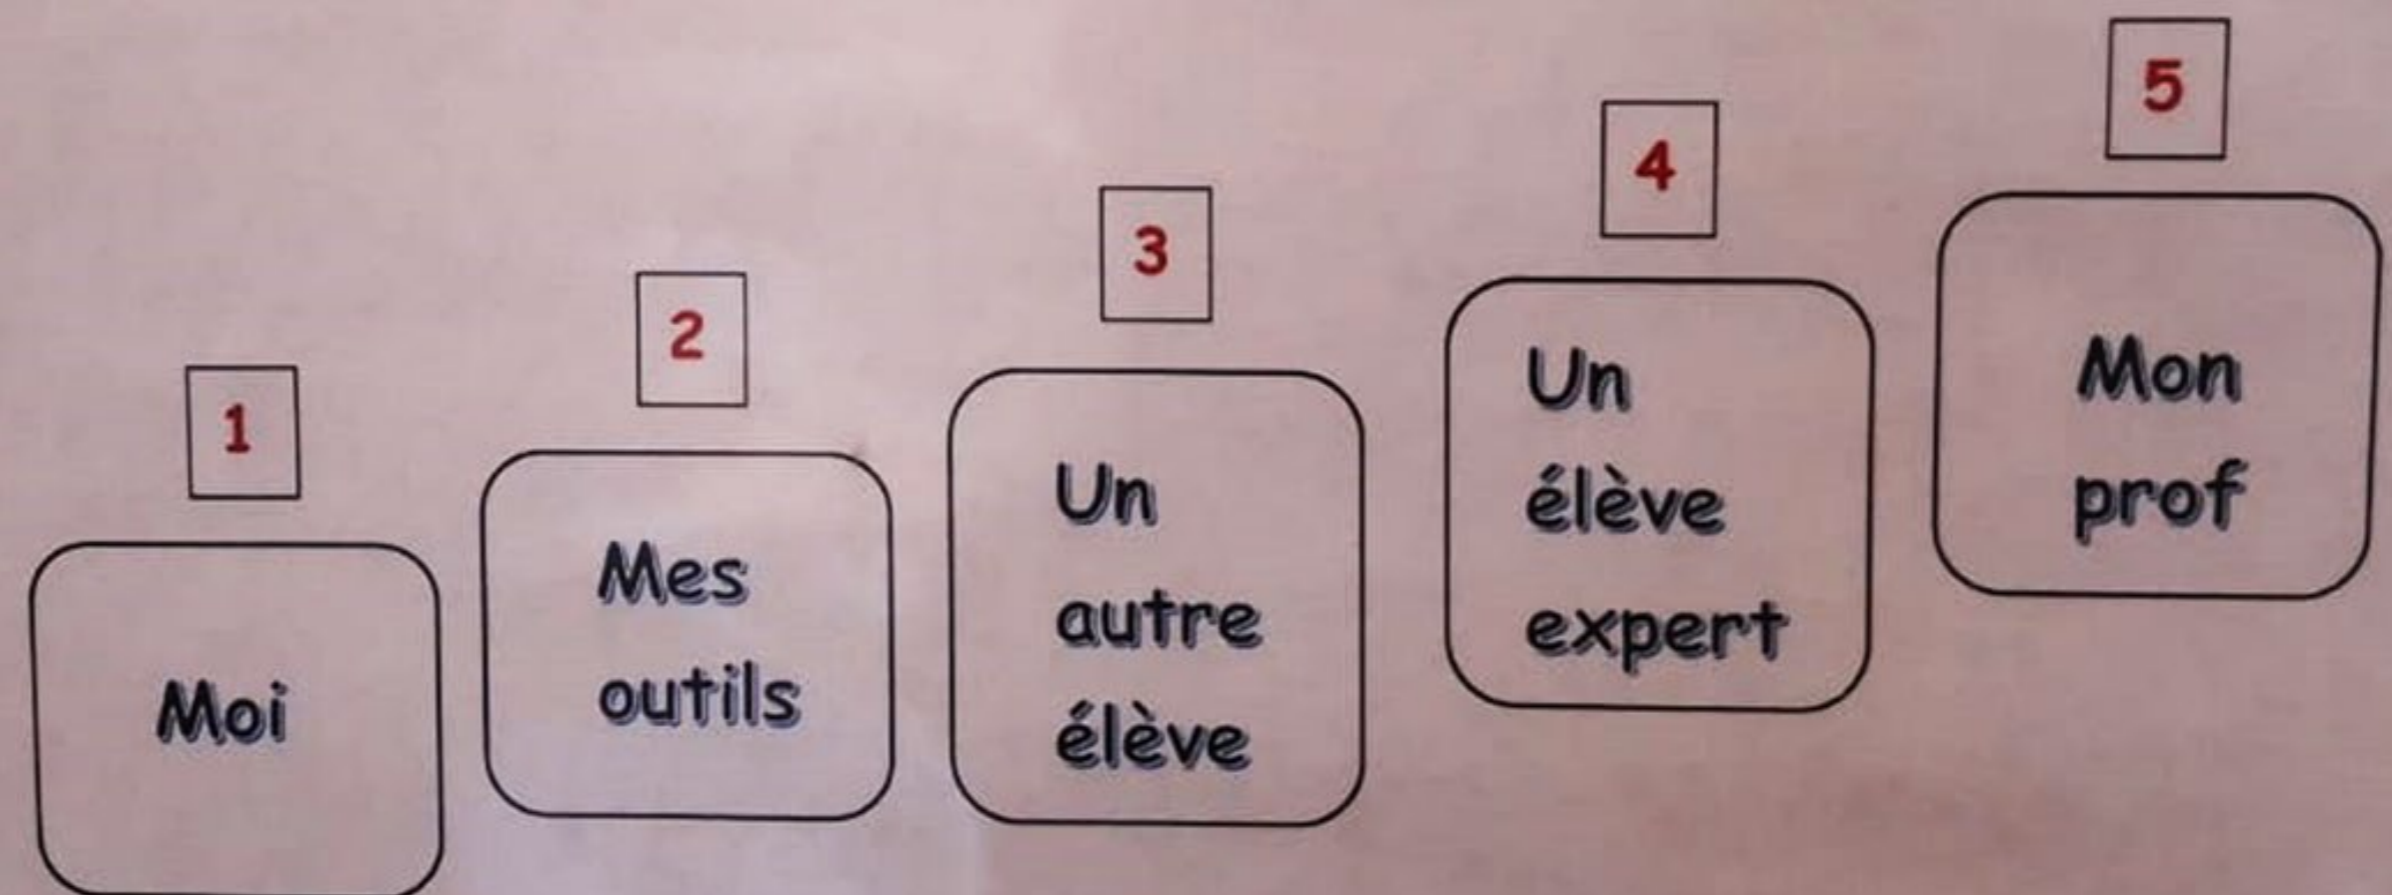 1
Moi
2
Mes
outils
3
Un
autre
élève
4
Un
élève
expert
5
Mon
prof